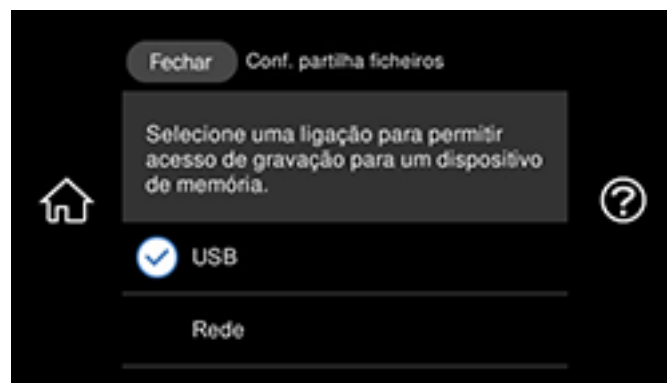 Fechar Conf. partilha ficheiros
Selecione uma ligação para permitir
acesso de gravação para um dispositivo
de memória.
USB
Rede